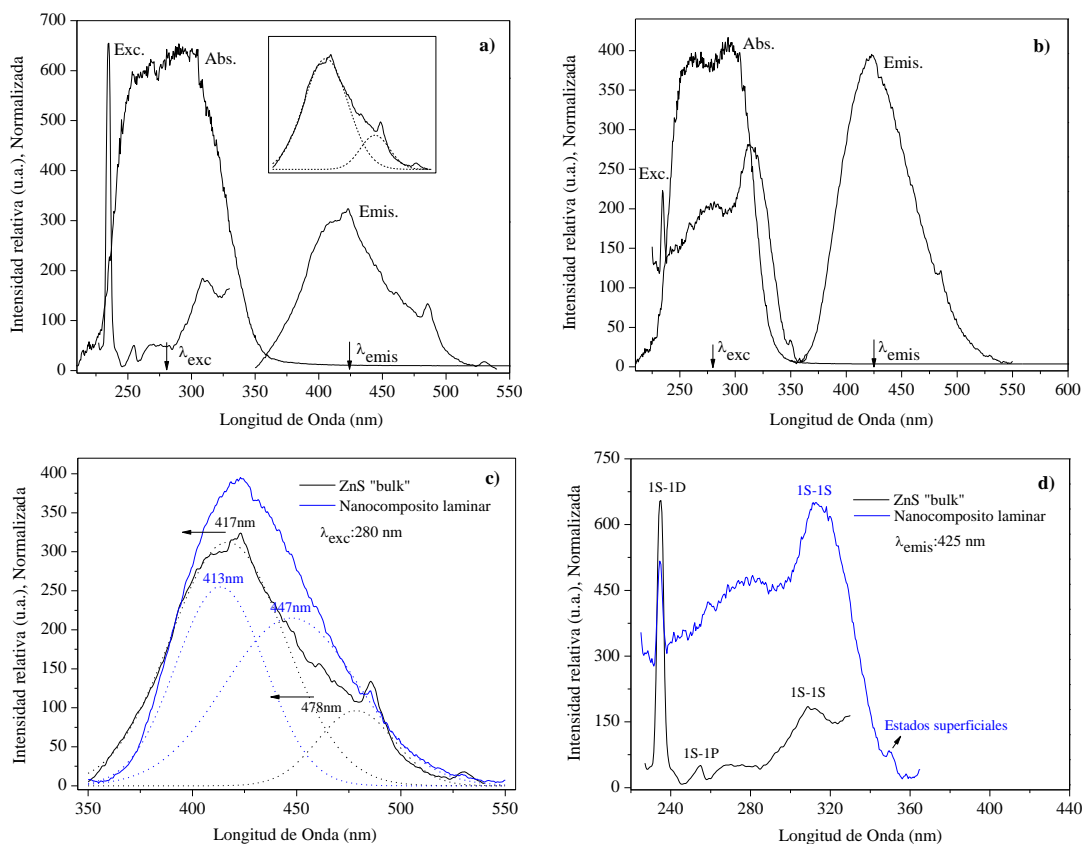 a)
Exc.
Abs.
Emis.
λexc
λemis
Intensidad relativa (u.a.), Normalizada
700
600
500
400
300
200
100
0
250 300 350 400 450 500 550
Longitud de Onda (nm)
b)
Abs.
Emis.
Exc.
λexc
λemis
Intensidad relativa (u.a.), Normalizada
400
350
300
250
200
150
100
50
0
250 300 350 400 450 500 550 600
Longitud de Onda (nm)
c)
ZnS "bulk"
Nanocomposito laminar
λexc:280 nm
417nm
413nm
447nm
478nm
Intensidad relativa (u.a.), Normalizada
400
350
300
250
200
150
100
50
0
350 400 450 500 550
Longitud de Onda (nm)
d)
1S-1D
1S-1S
ZnS "bulk"
Nanocomposito laminar
λemis:425 nm
1S-1S
1S-1P
Estados superficiales
Intensidad relativa (u.a.), Normalizada
750
600
450
300
150
0
240 280 320 360 400 440
Longitud de Onda (nm)